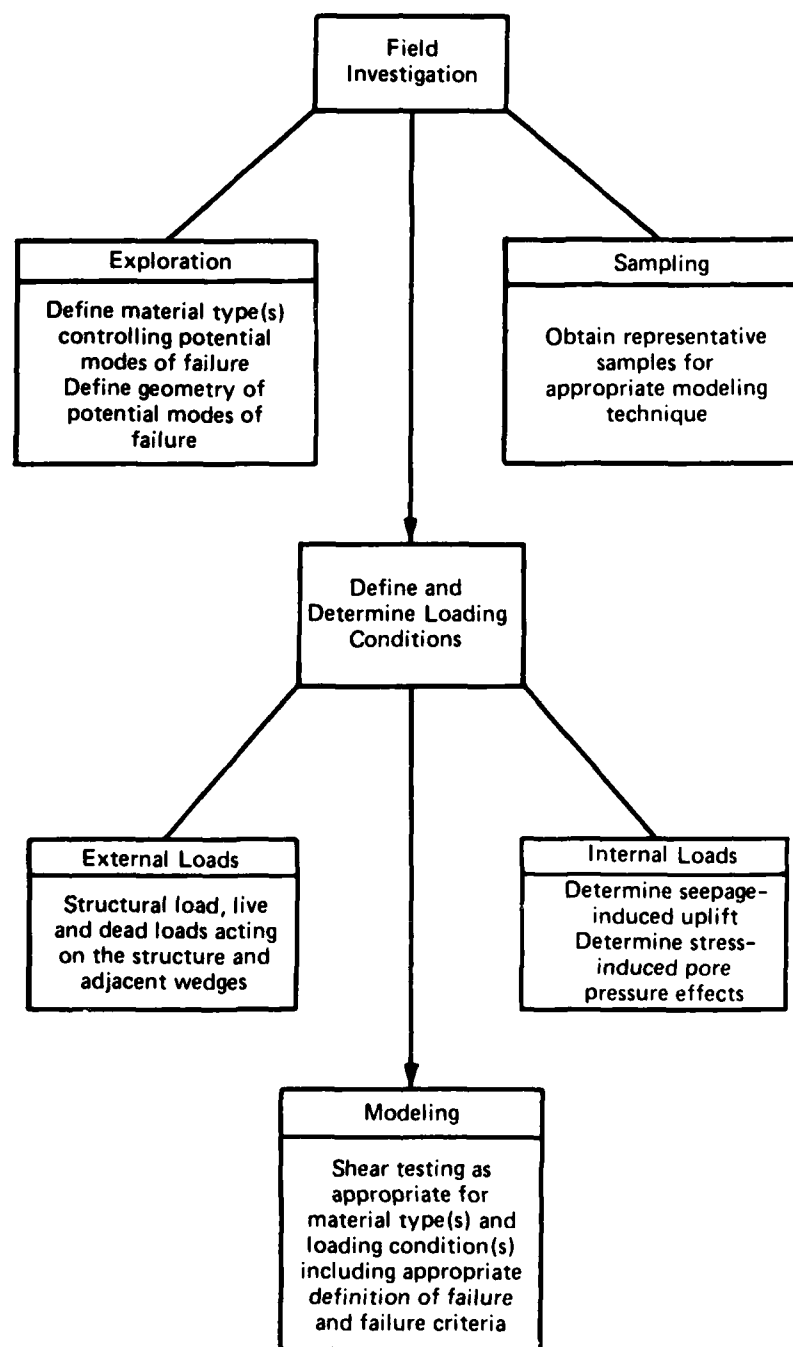 Field
Investigation
Exploration
Define material type(s)
controlling potential
modes of failure
Define geometry of
potential modes of
failure
Sampling
Obtain representative
samples for
appropriate modeling
technique
Define and
Determine Loading
Conditions
External Loads
Structural load, live
and dead loads acting
on the structure and
adjacent wedges
Internal Loads
Determine seepage-
induced uplift
Determine stress-
induced pore
pressure effects
Modeling
Shear testing as
appropriate for
material type(s) and
loading condition(s)
including appropriate
definition of failure
and failure criteria